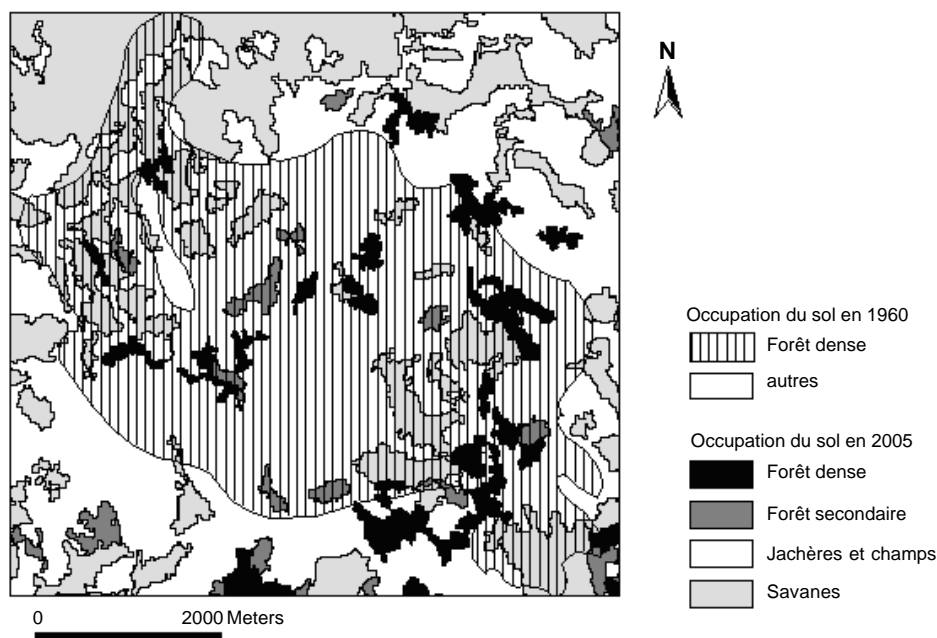 N
Occupation du sol en 1960
Forêt dense
autres
Occupation du sol en 2005
Forêt dense
Forêt secondaire
Jachères et champs
Savanes
0 2000 Meters